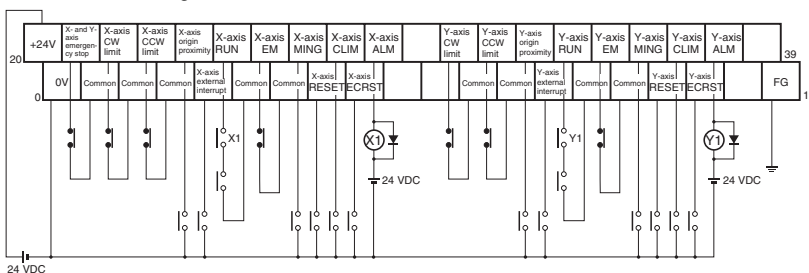 X- and Y-axis emergency stop
X-axis CW limit
X-axis CCW limit
X-axis origin proximity
X-axis RUN
X-axis EM
X-axis MING
X-axis CLIM
X-axis ALM
Y-axis CW limit
Y-axis CCW limit
Y-axis origin proximity
Y-axis RUN
Y-axis EM
Y-axis MING
Y-axis CLIM
Y-axis ALM
+24V
20
39
0V
Common
Common
Common
X-axis external interrupt
Common
Common
X-axis RESET
X-axis ECRST
Common
Common
Y-axis external interrupt
Common
Common
Y-axis RESET
Y-axis ECRST
FG
0
1
X1
X1
Y1
Y1
24 VDC
24 VDC
24 VDC